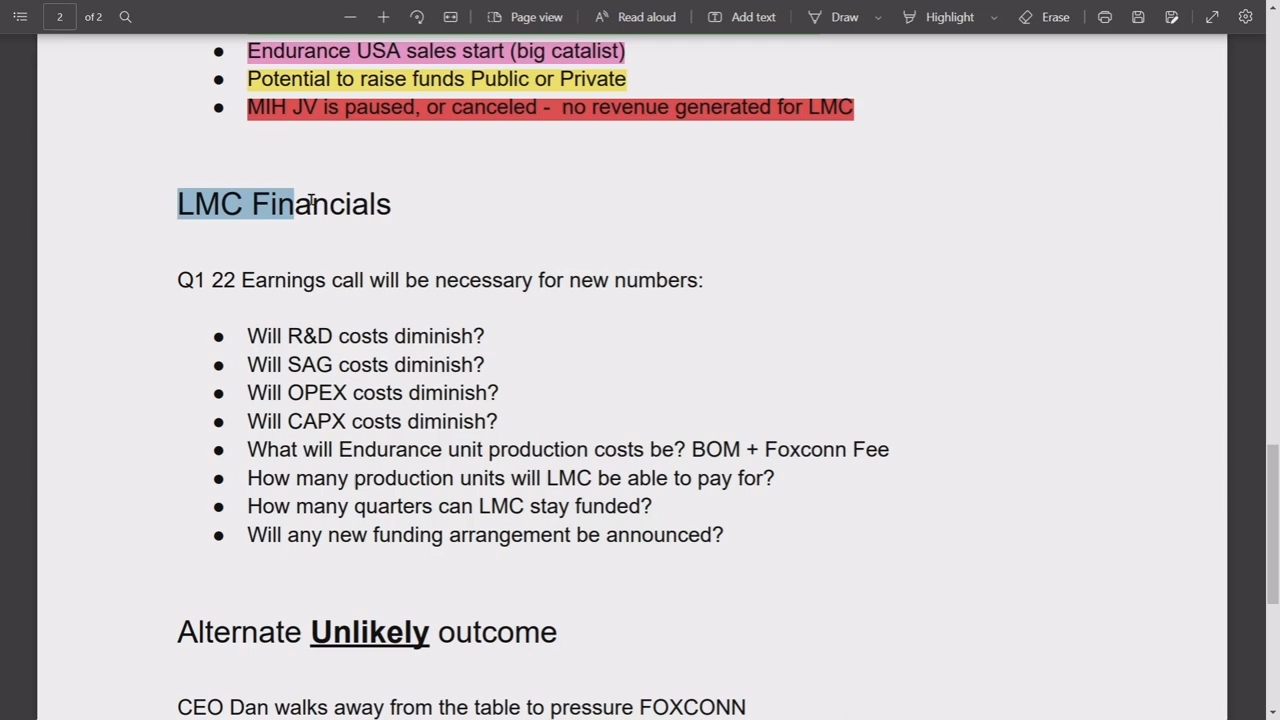 2 of 2 Page view Read aloud Add text Draw Highlight Erase
● Endurance USA sales start (big catalist)
● Potential to raise funds Public or Private
● MIH JV is paused, or canceled - no revenue generated for LMC
LMC Financials
Q1 22 Earnings call will be necessary for new numbers:
● Will R&D costs diminish?
● Will SAG costs diminish?
● Will OPEX costs diminish?
● Will CAPX costs diminish?
● What will Endurance unit production costs be? BOM + Foxconn Fee
● How many production units will LMC be able to pay for?
● How many quarters can LMC stay funded?
● Will any new funding arrangement be announced?
Alternate Unlikely outcome
CEO Dan walks away from the table to pressure FOXCONN